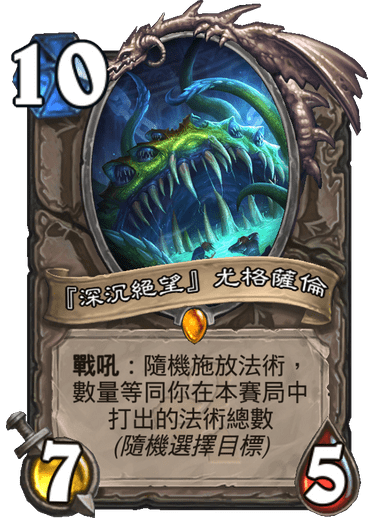 10
『深沉絕望』尤格薩倫
戰吼：隨機施放法術，
數量等同你在本賽局中
打出的法術總數
(隨機選擇目標)
7
5